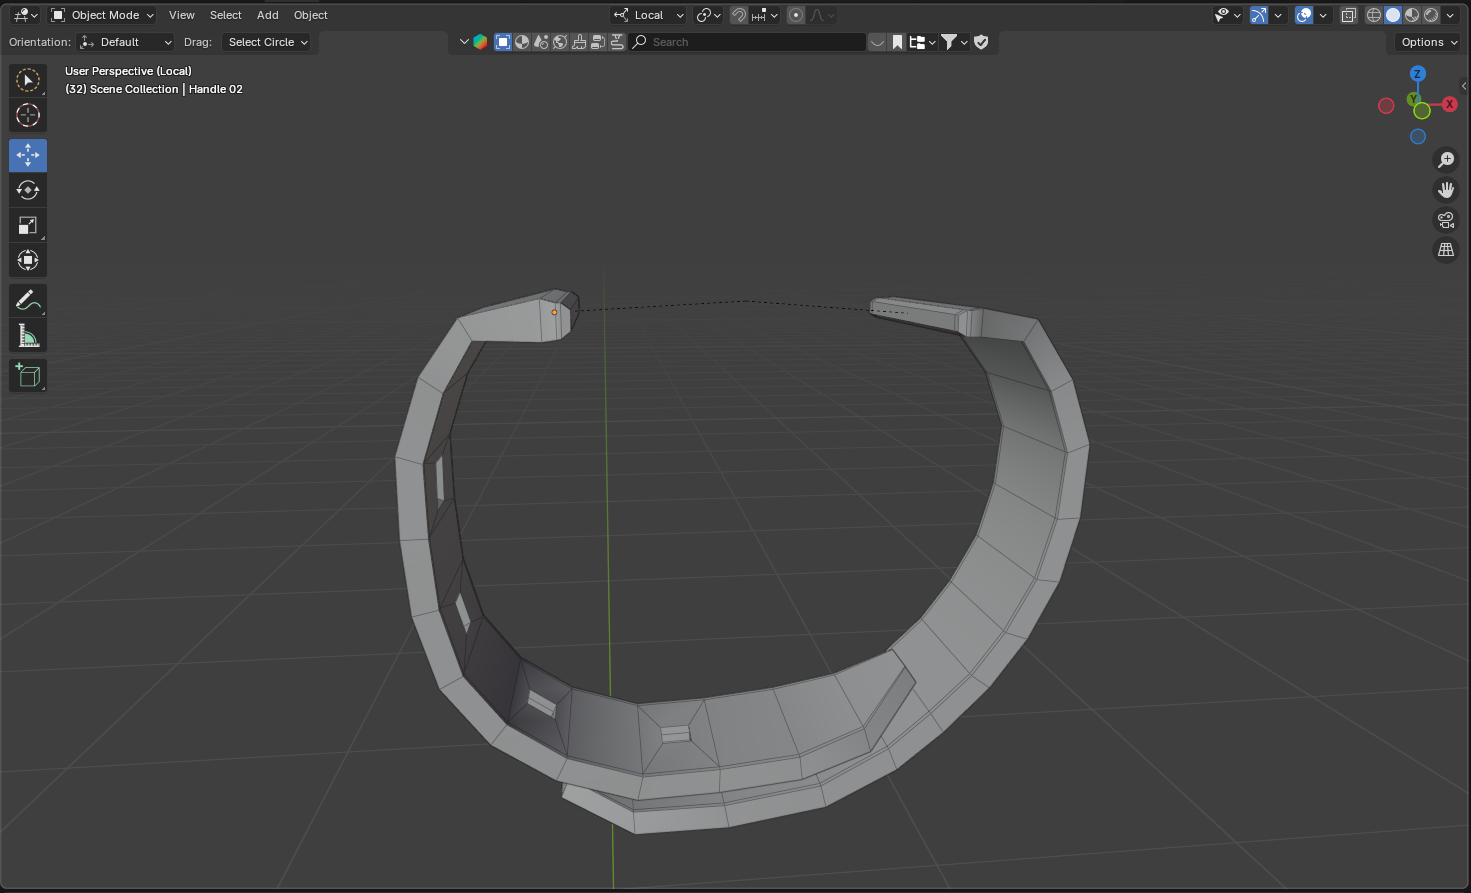 Object Mode View Select Add Object Local
Orientation: Default Drag: Select Circle Search Options
User Perspective (Local)
(32) Scene Collection | Handle 02
Z
Y
X